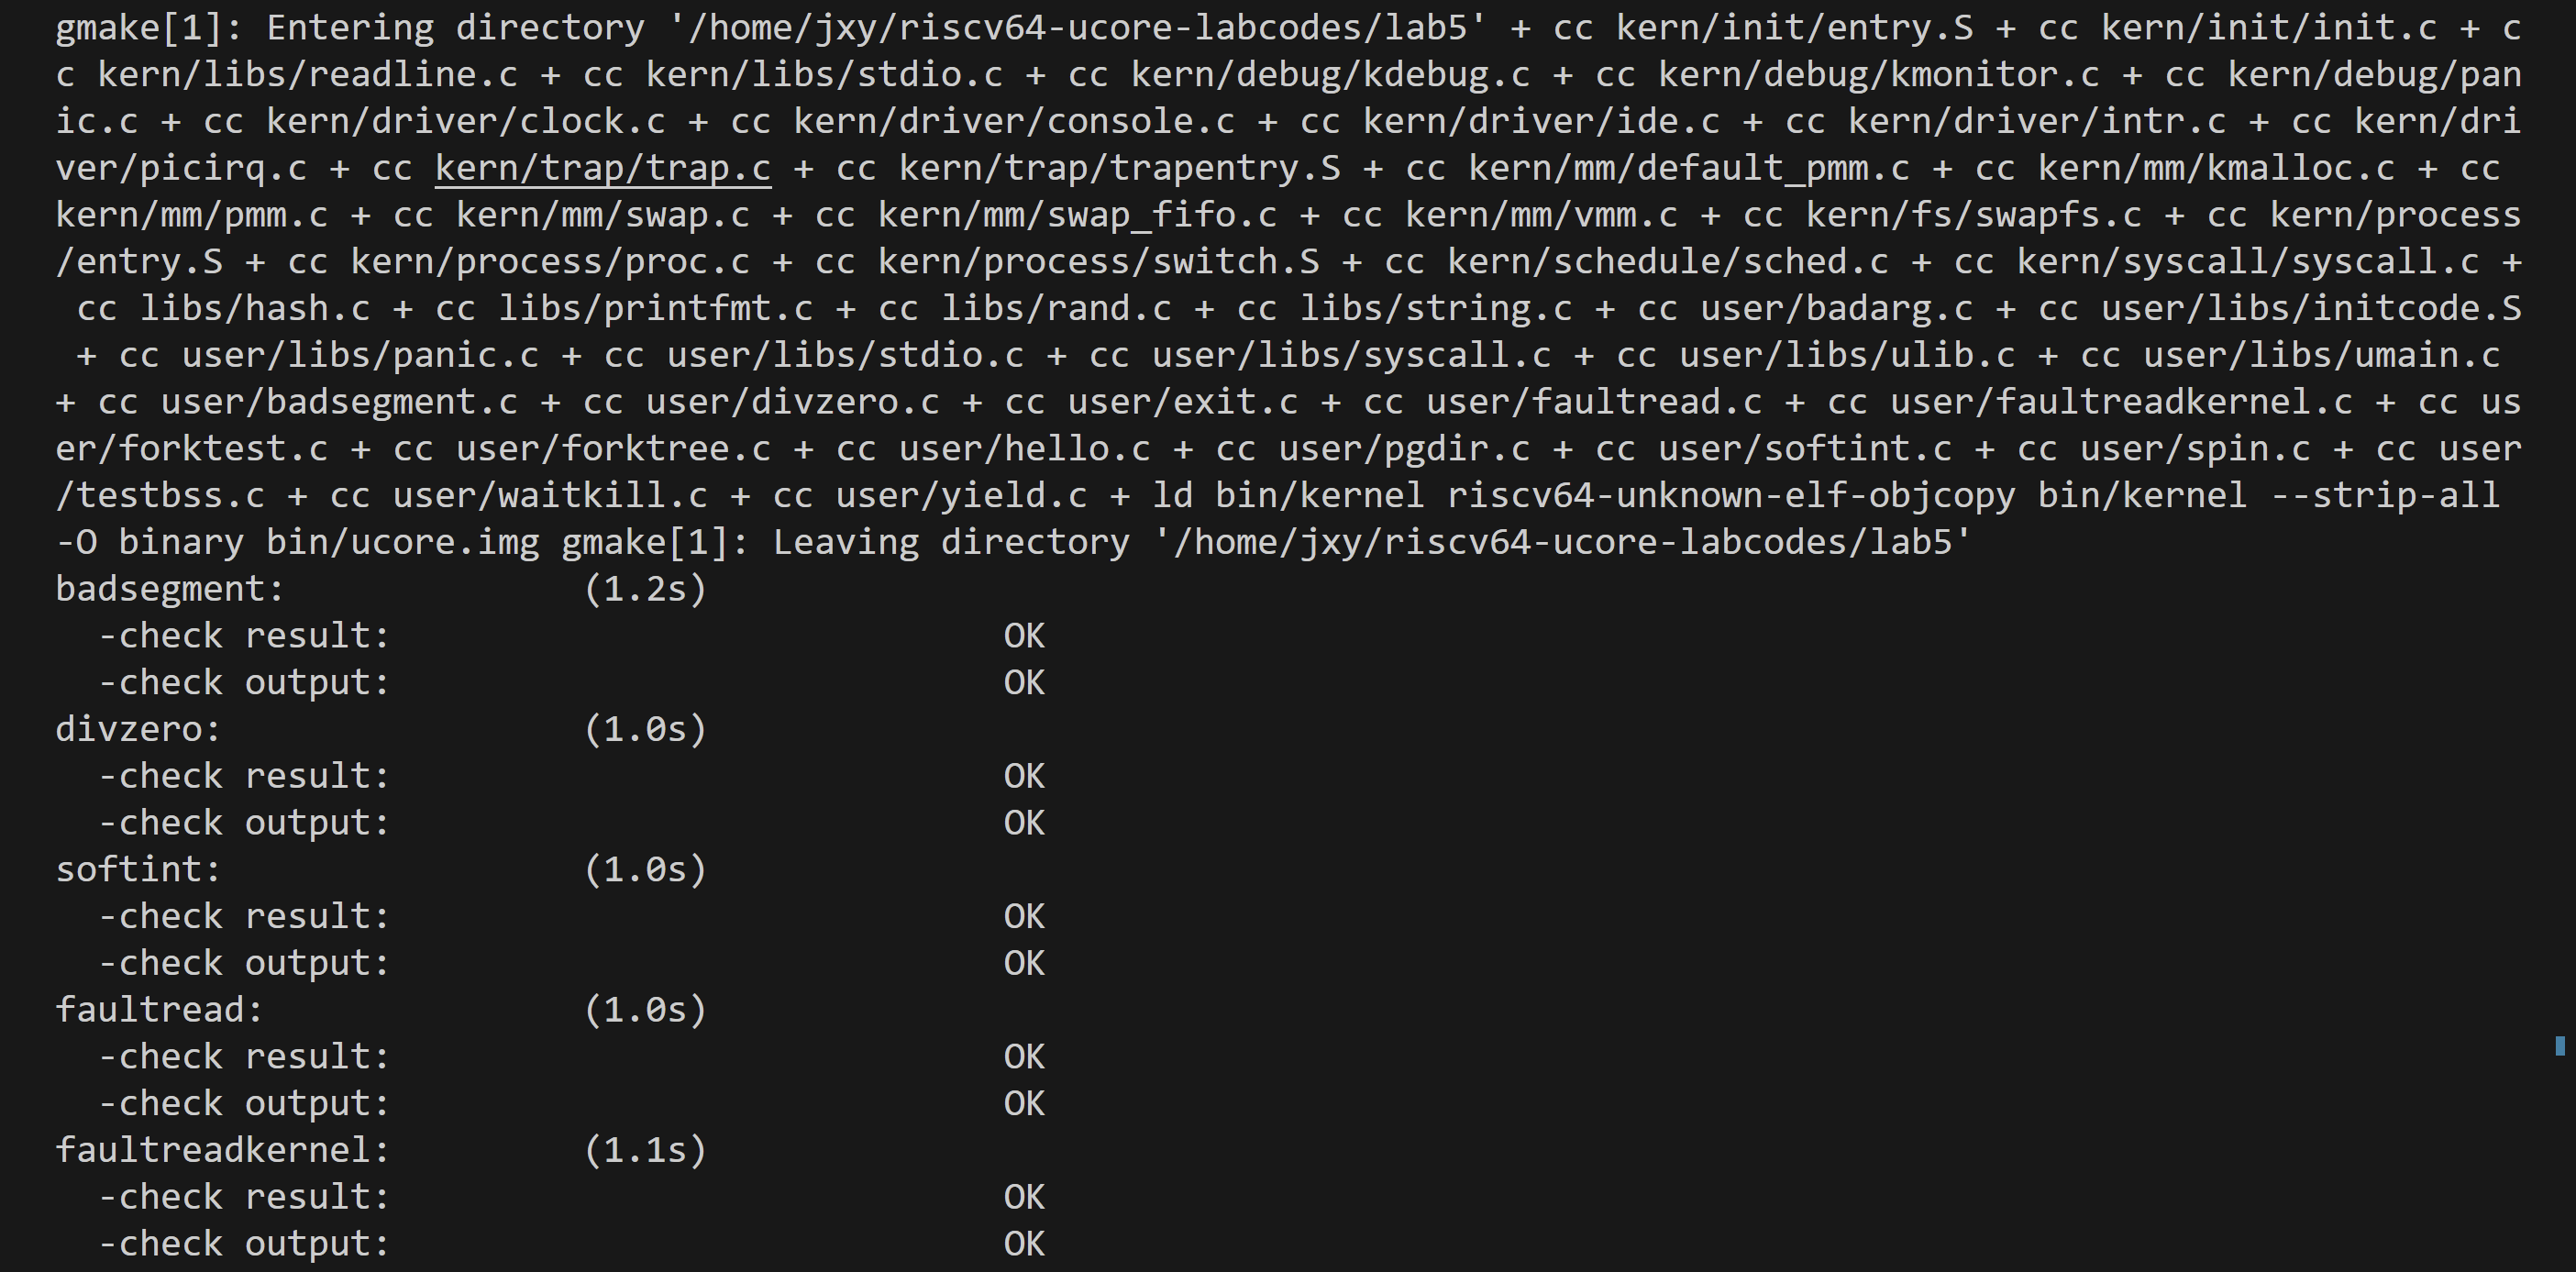 gmake[1]: Entering directory '/home/jxy/riscv64-ucore-labcodes/lab5' + cc kern/init/entry.S + cc kern/init/init.c + c
c kern/libs/readline.c + cc kern/libs/stdio.c + cc kern/debug/kdebug.c + cc kern/debug/kmonitor.c + cc kern/debug/pan
ic.c + cc kern/driver/clock.c + cc kern/driver/console.c + cc kern/driver/ide.c + cc kern/driver/intr.c + cc kern/dri
ver/picirq.c + cc kern/trap/trap.c + cc kern/trap/trapentry.S + cc kern/mm/default_pmm.c + cc kern/mm/kmalloc.c + cc
kern/mm/pmm.c + cc kern/mm/swap.c + cc kern/mm/swap_fifo.c + cc kern/mm/vmm.c + cc kern/fs/swapfs.c + cc kern/process
/entry.S + cc kern/process/proc.c + cc kern/process/switch.S + cc kern/schedule/sched.c + cc kern/syscall/syscall.c +
 cc libs/hash.c + cc libs/printfmt.c + cc libs/rand.c + cc libs/string.c + cc user/badarg.c + cc user/libs/initcode.S
 + cc user/libs/panic.c + cc user/libs/stdio.c + cc user/libs/syscall.c + cc user/libs/ulib.c + cc user/libs/umain.c
+ cc user/badsegment.c + cc user/divzero.c + cc user/exit.c + cc user/faultread.c + cc user/faultreadkernel.c + cc us
er/forktest.c + cc user/forktree.c + cc user/hello.c + cc user/pgdir.c + cc user/softint.c + cc user/spin.c + cc user
/testbss.c + cc user/waitkill.c + cc user/yield.c + ld bin/kernel riscv64-unknown-elf-objcopy bin/kernel --strip-all
-O binary bin/ucore.img gmake[1]: Leaving directory '/home/jxy/riscv64-ucore-labcodes/lab5'
badsegment:              (1.2s)
  -check result:                             OK
  -check output:                             OK
divzero:                 (1.0s)
  -check result:                             OK
  -check output:                             OK
softint:                 (1.0s)
  -check result:                             OK
  -check output:                             OK
faultread:               (1.0s)
  -check result:                             OK
  -check output:                             OK
faultreadkernel:         (1.1s)
  -check result:                             OK
  -check output:                             OK